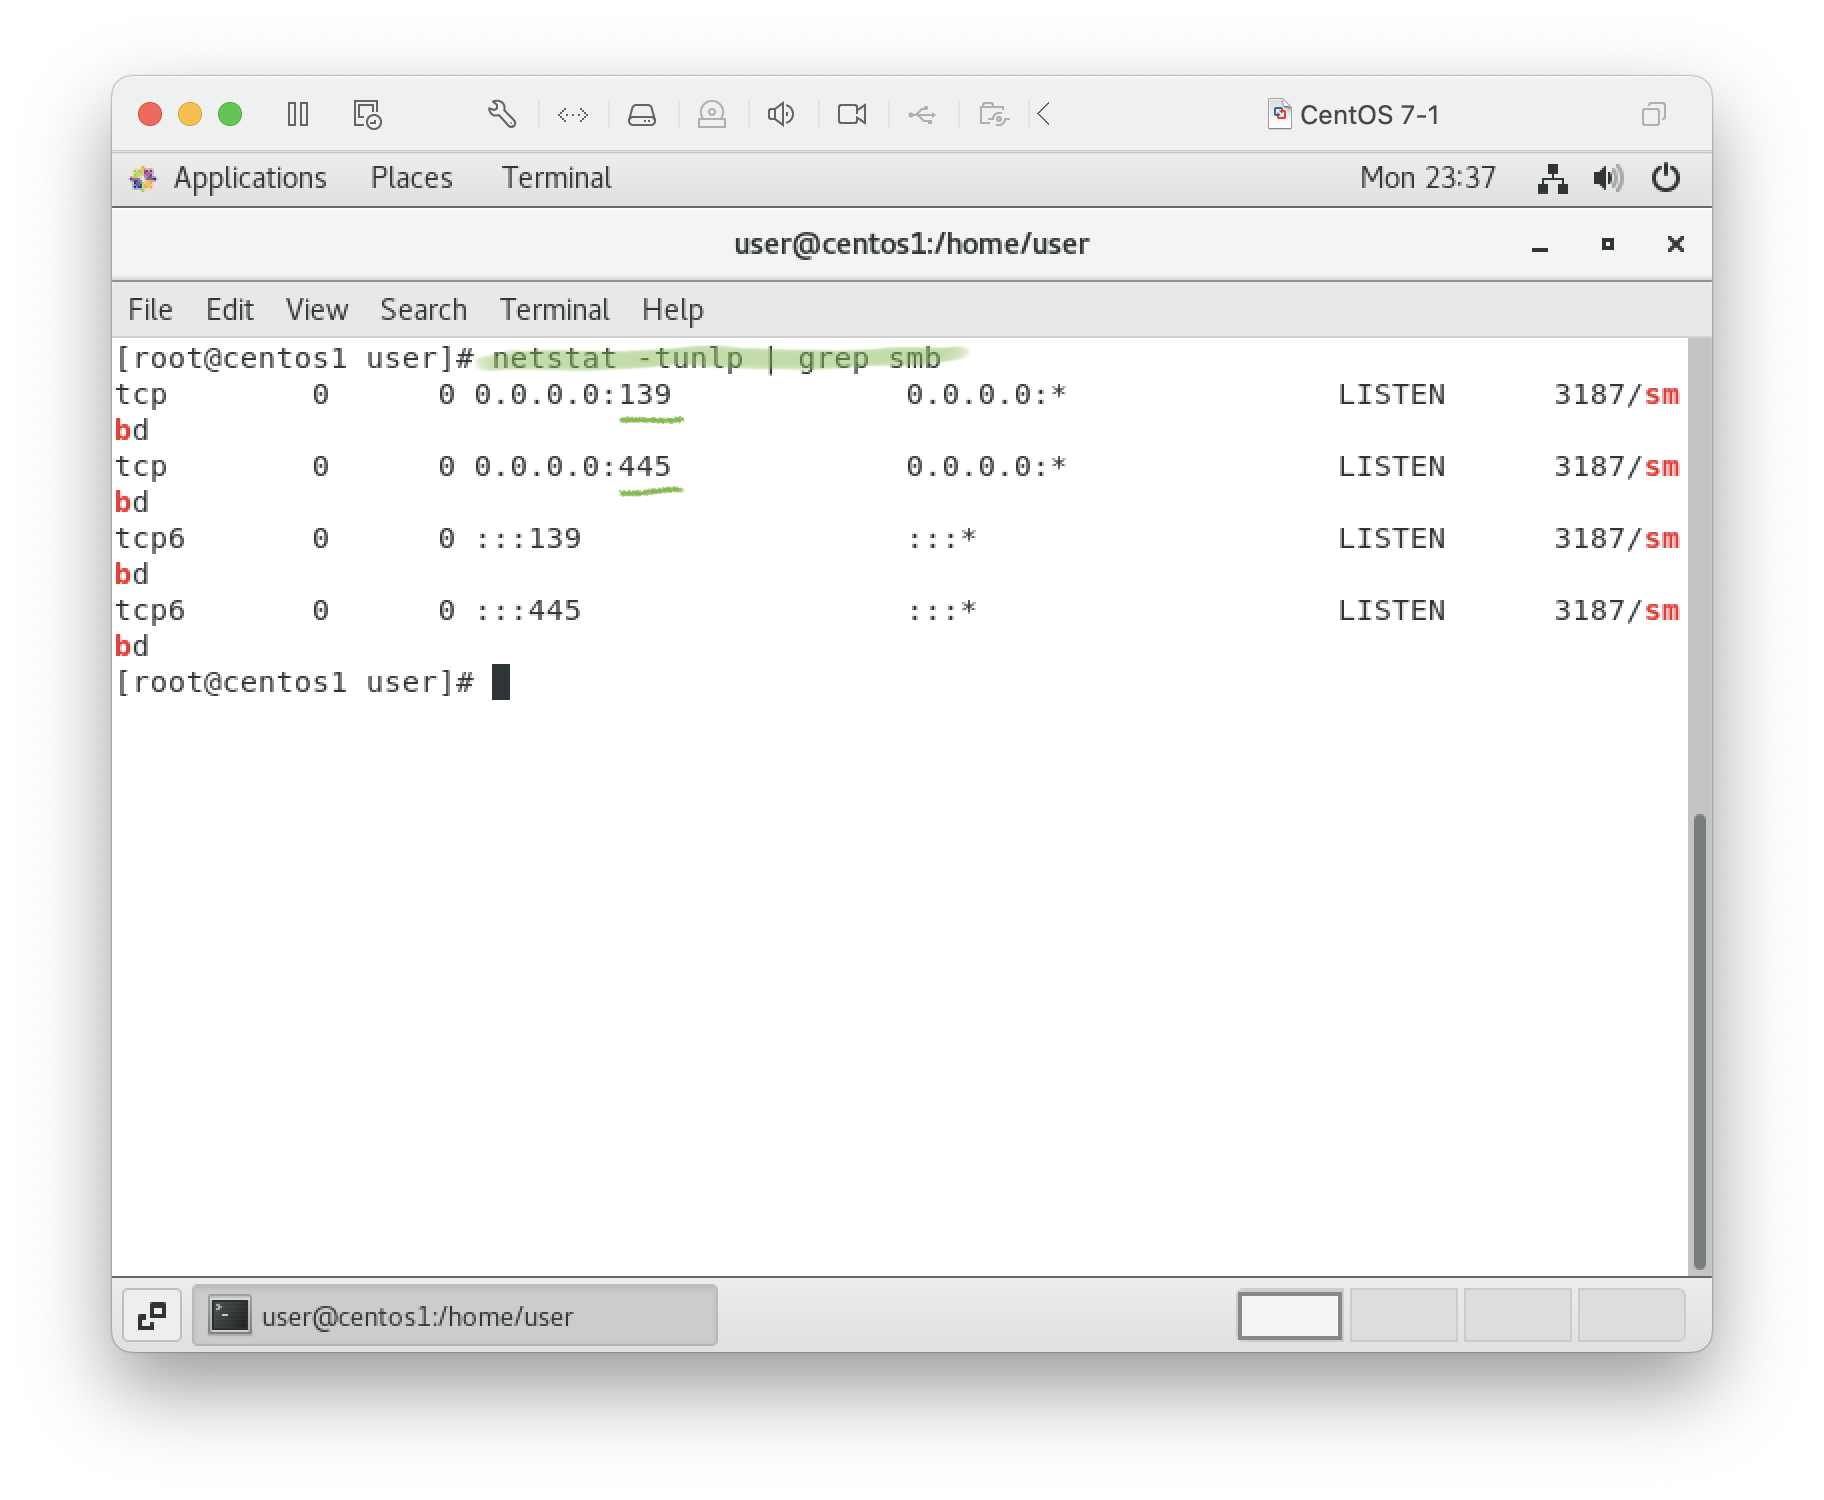 CentOS 7-1
Applications Places Terminal Mon 23:37
user@centos1:/home/user
File Edit View Search Terminal Help
[root@centos1 user]# netstat -tunlp | grep smb
tcp        0      0 0.0.0.0:139             0.0.0.0:*               LISTEN      3187/sm
bd
tcp        0      0 0.0.0.0:445             0.0.0.0:*               LISTEN      3187/sm
bd
tcp6       0      0 :::139                  :::*                    LISTEN      3187/sm
bd
tcp6       0      0 :::445                  :::*                    LISTEN      3187/sm
bd
[root@centos1 user]#
user@centos1:/home/user